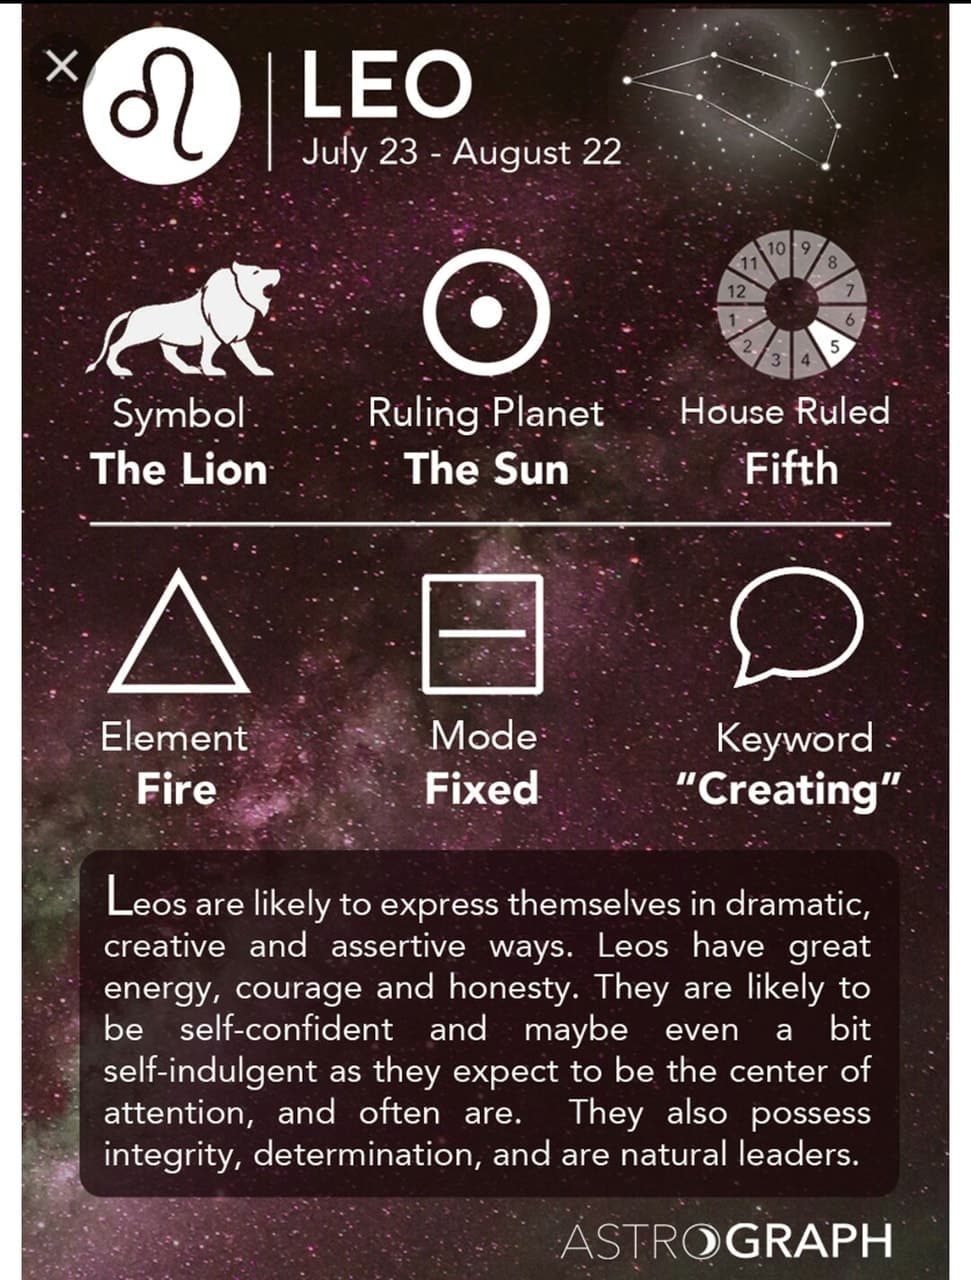 LEO
July 23 - August 22
10 9
11 8
12 7
1 6
2 5
3 4
Symbol Ruling Planet House Ruled
The Lion The Sun Fifth
Element Mode Keyword
Fire Fixed "Creating"
Leos are likely to express themselves in dramatic,
creative and assertive ways. Leos have great
energy, courage and honesty. They are likely to
be self-confident and maybe even a bit
self-indulgent as they expect to be the center of
attention, and often are. They also possess
integrity, determination, and are natural leaders.
ASTROGRAPH